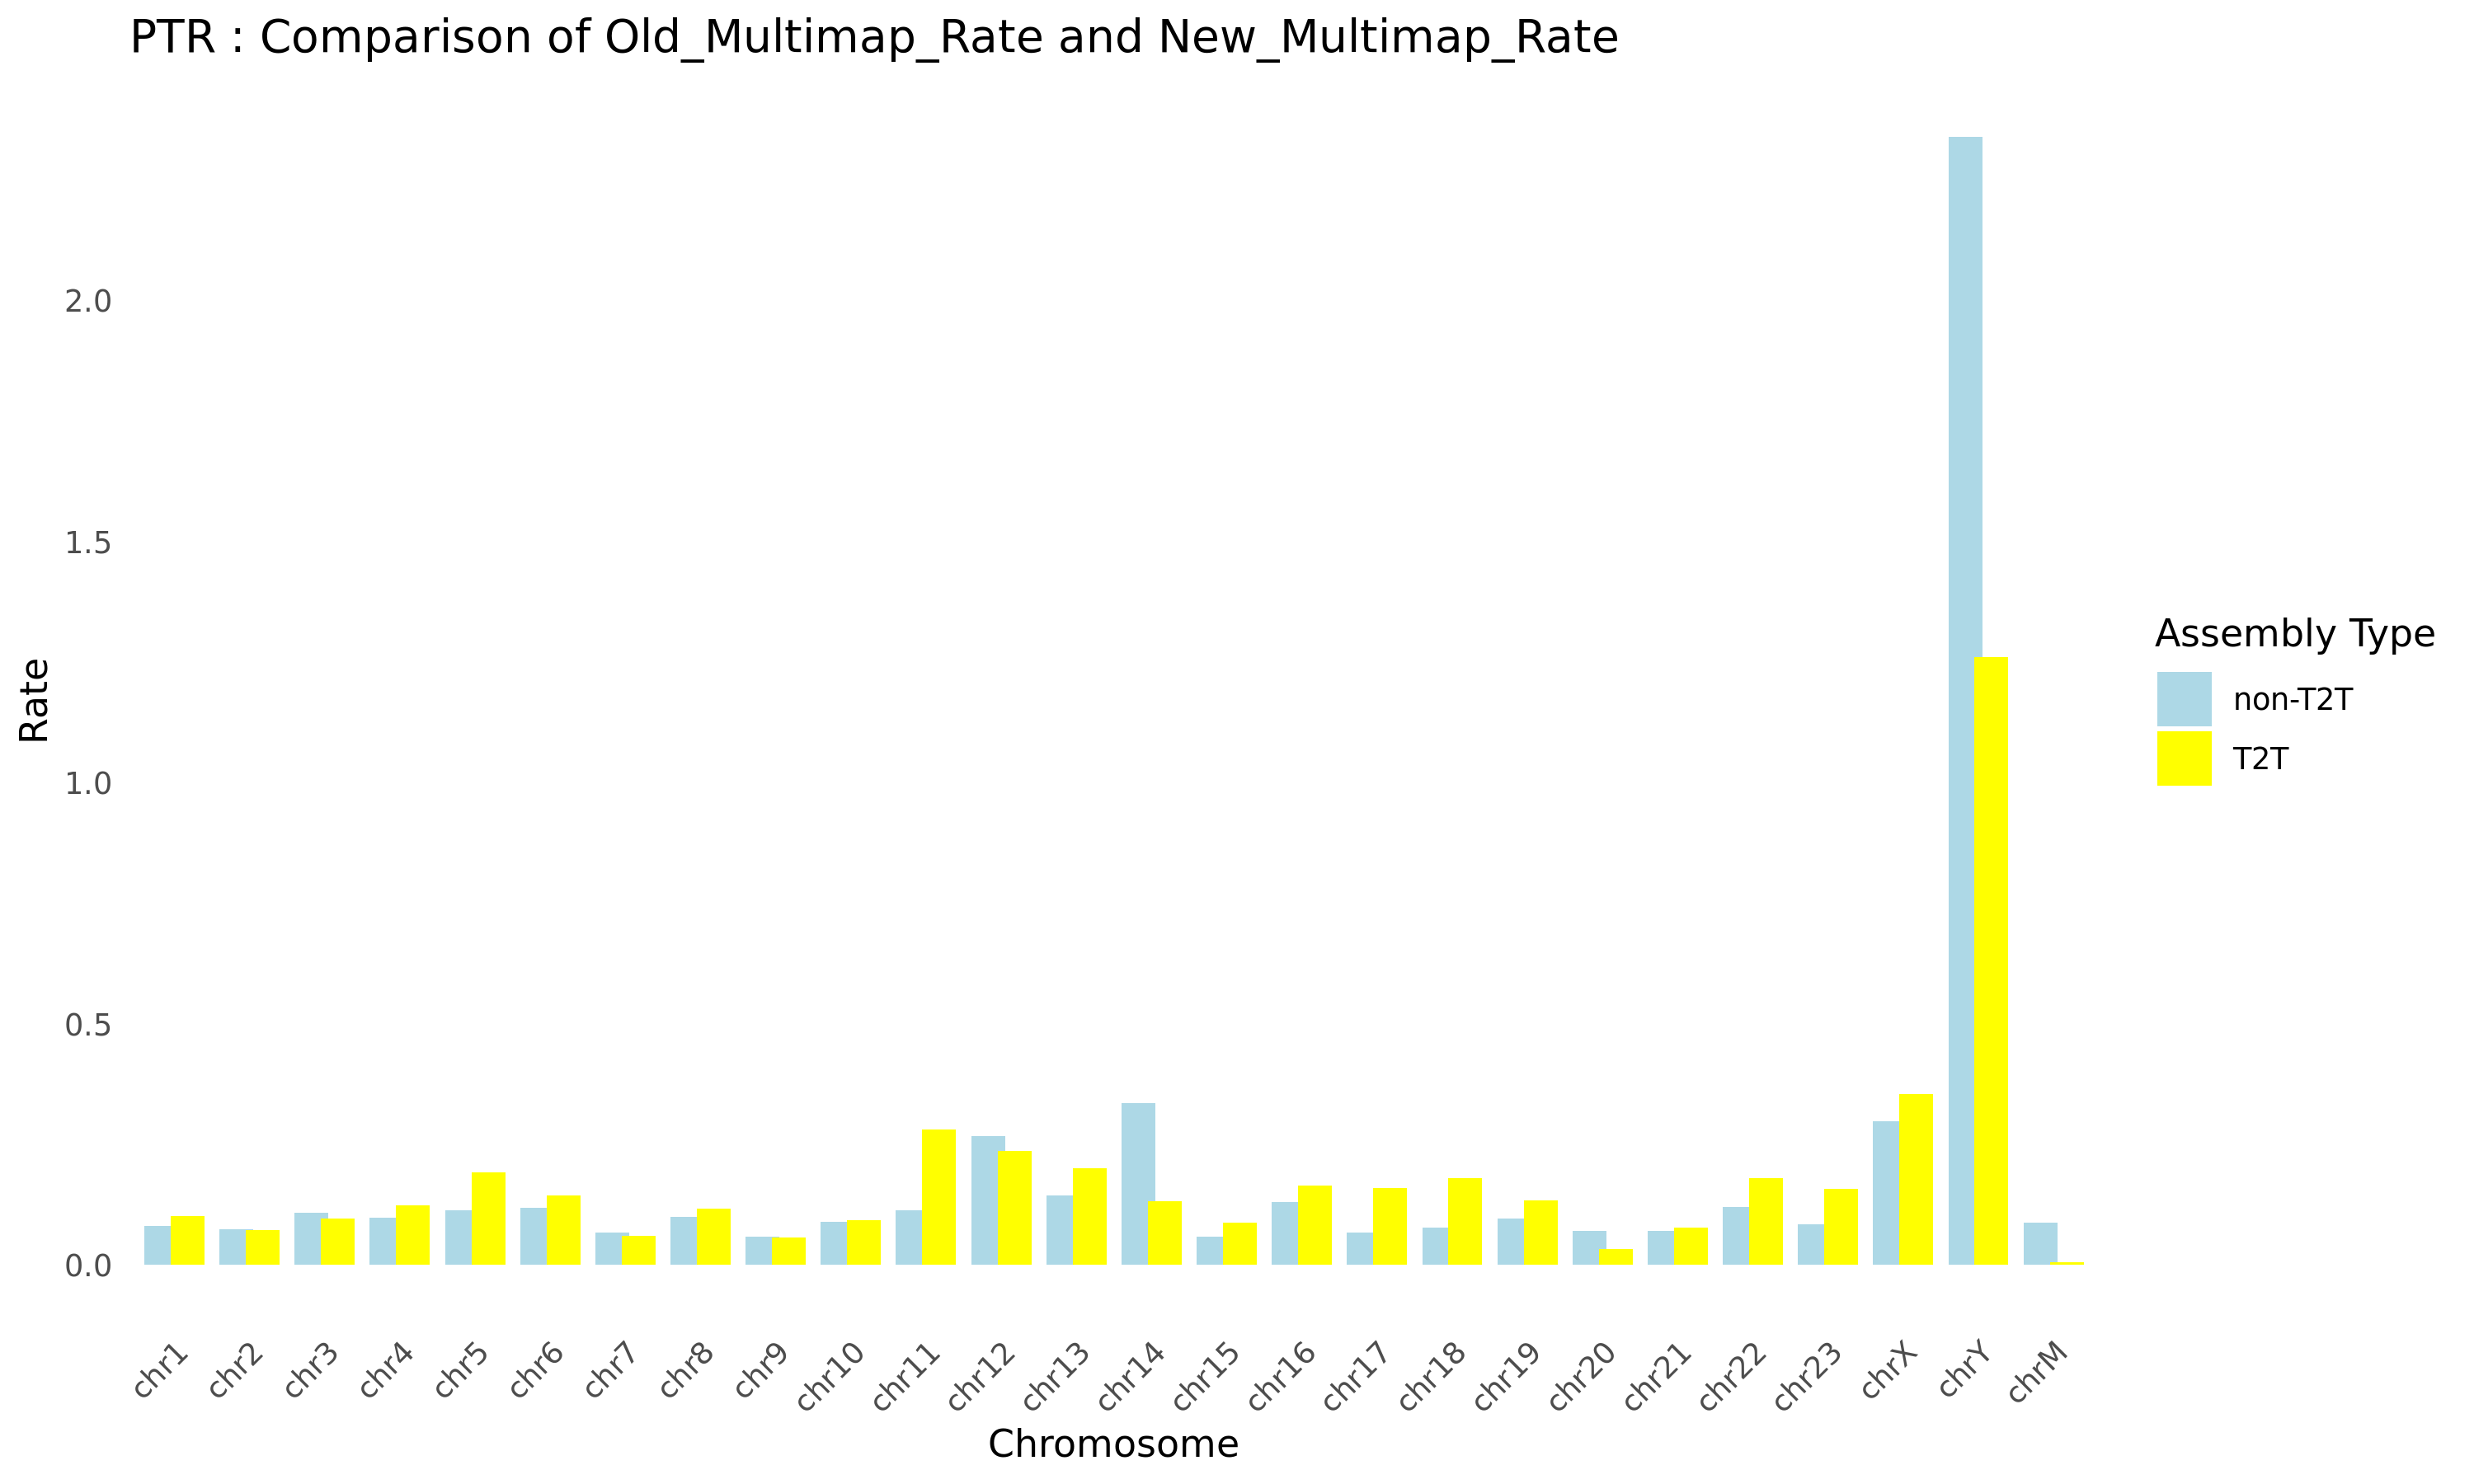 PTR : Comparison of Old_Multimap_Rate and New_Multimap_Rate
2.0
1.5
1.0
0.5
0.0
Rate
Assembly Type
non-T2T
T2T
chr1
chr2
chr3
chr4
chr5
chr6
chr7
chr8
chr9
chr10
chr11
chr12
chr13
chr14
chr15
chr16
chr17
chr18
chr19
chr20
chr21
chr22
chr23
chrX
chrY
chrM
Chromosome